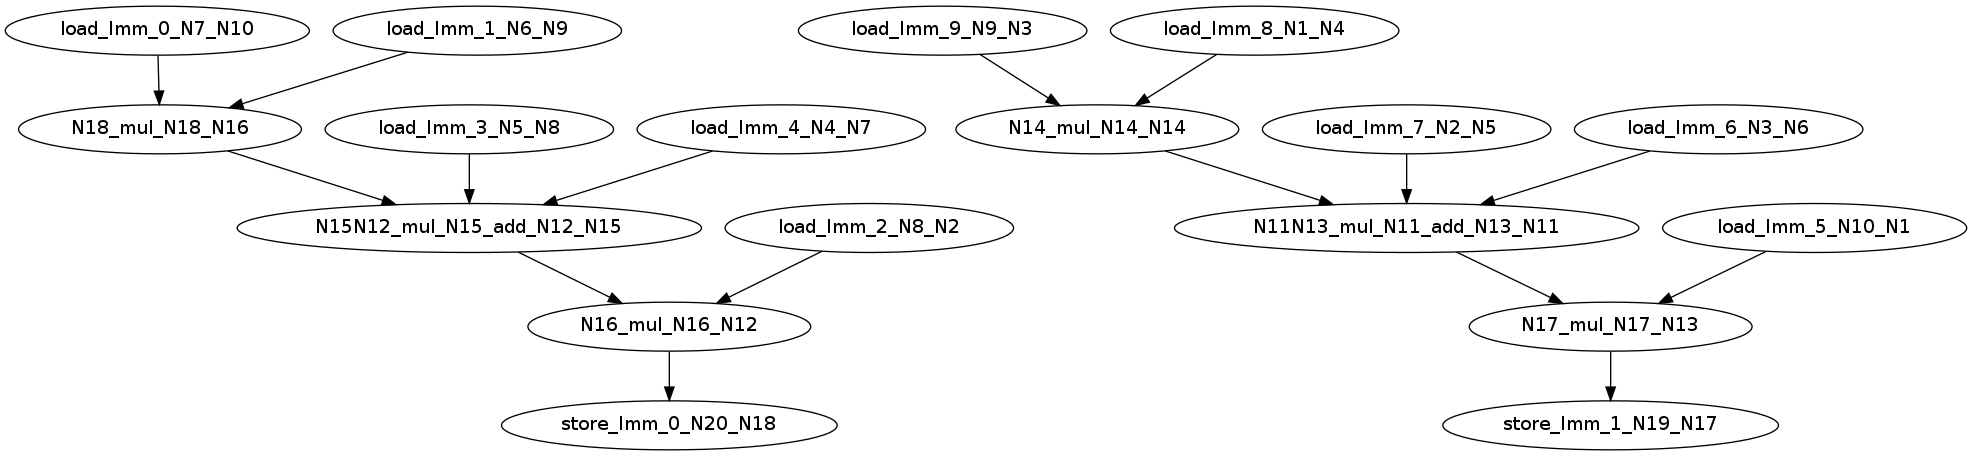 load_Imm_0_N7_N10
load_Imm_1_N6_N9
load_Imm_9_N9_N3
load_Imm_8_N1_N4
N18_mul_N18_N16
load_Imm_3_N5_N8
load_Imm_4_N4_N7
N14_mul_N14_N14
load_Imm_7_N2_N5
load_Imm_6_N3_N6
N15N12_mul_N15_add_N12_N15
load_Imm_2_N8_N2
N11N13_mul_N11_add_N13_N11
load_Imm_5_N10_N1
N16_mul_N16_N12
N17_mul_N17_N13
store_Imm_0_N20_N18
store_Imm_1_N19_N17